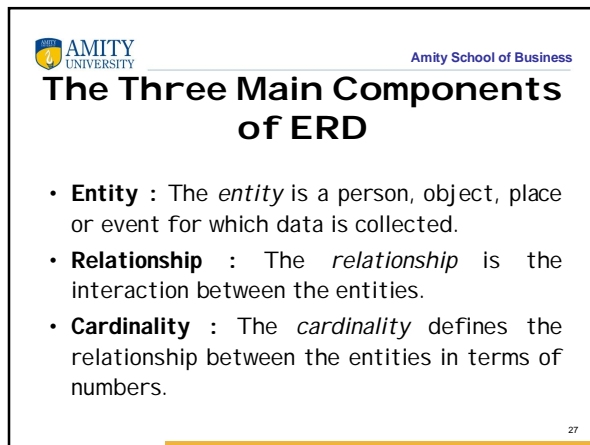 AMITY
UNIVERSITY
Amity School of Business
The Three Main Components
of ERD
• Entity : The entity is a person, object, place
or event for which data is collected.
• Relationship : The relationship is the
interaction between the entities.
• Cardinality : The cardinality defines the
relationship between the entities in terms of
numbers.
27